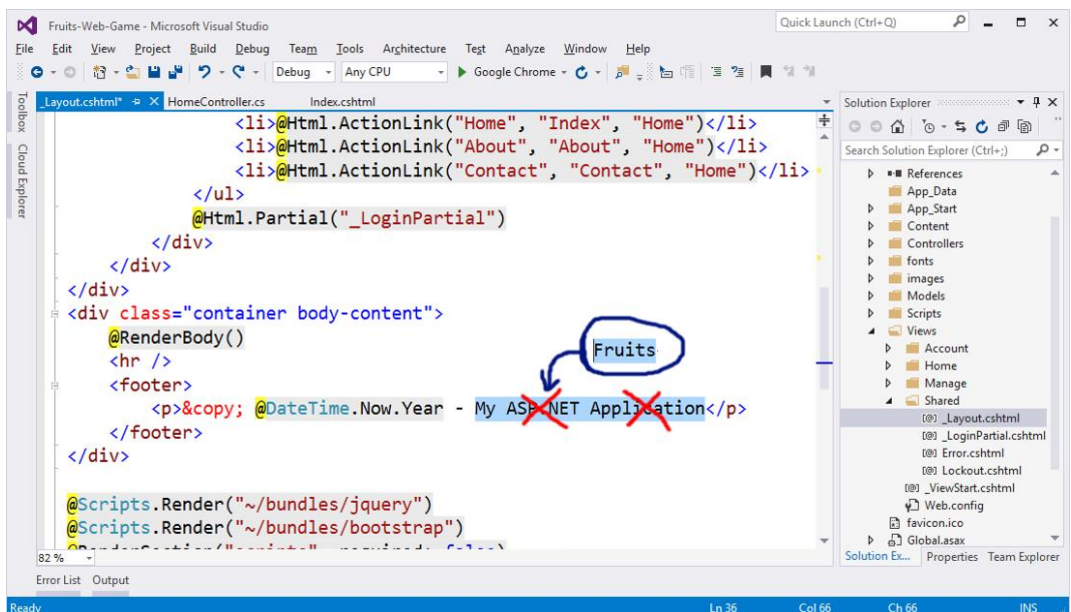 Fruits-Web-Game - Microsoft Visual Studio
Quick Launch (Ctrl+Q)
File Edit View Project Build Debug Team Tools Architecture Test Analyze Window Help
Debug Any CPU Google Chrome
Toolbox
Cloud Explorer
_Layout.cshtml* HomeController.cs Index.cshtml
<li>@Html.ActionLink("Home", "Index", "Home")</li>
<li>@Html.ActionLink("About", "About", "Home")</li>
<li>@Html.ActionLink("Contact", "Contact", "Home")</li>
</ul>
@Html.Partial("_LoginPartial")
</div>
</div>
</div>
<div class="container body-content">
@RenderBody()
<hr />
Fruits
<footer>
<p>&copy; @DateTime.Now.Year - My ASP.NET Application</p>
</footer>
</div>
@Scripts.Render("~/bundles/jquery")
@Scripts.Render("~/bundles/bootstrap")
@RenderSection("scripts", required: false)
82 %
Solution Explorer
Search Solution Explorer (Ctrl+;)
References
App_Data
App_Start
Content
Controllers
fonts
images
Models
Scripts
Views
Account
Home
Manage
Shared
[@] _Layout.cshtml
[@] _LoginPartial.cshtml
[@] Error.cshtml
[@] Lockout.cshtml
[@] _ViewStart.cshtml
Web.config
favicon.ico
Global.asax
Solution Ex... Properties Team Explorer
Error List Output
Ready Ln 36 Col 66 Ch 66 INS